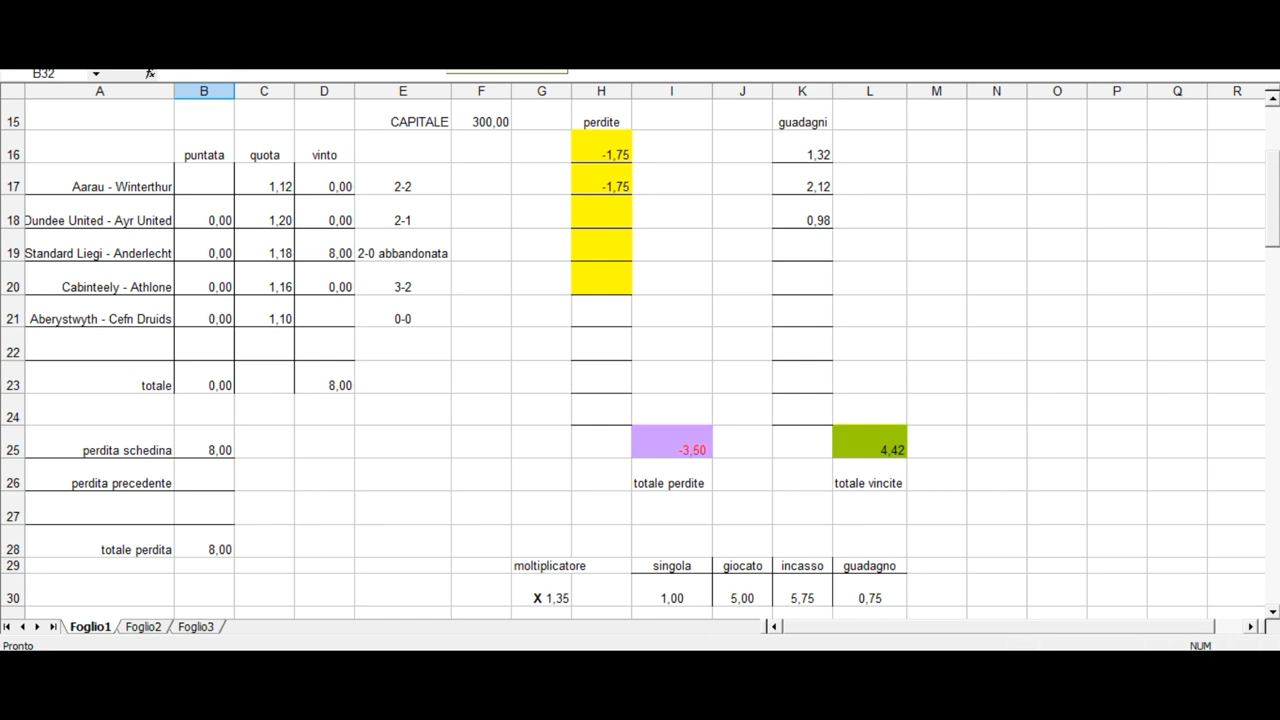 B32 fx
A B C D E F G H I J K L M N O P Q R
15 CAPITALE 300,00 perdite guadagni
16 puntata quota vinto -1,75 1,32
17 Aarau - Winterthur 1,12 0,00 2-2 -1,75 2,12
18 Dundee United - Ayr United 0,00 1,20 0,00 2-1 0,98
19 Standard Liegi - Anderlecht 0,00 1,18 8,00 2-0 abbandonata
20 Cabinteely - Athlone 0,00 1,16 0,00 3-2
21 Aberystwyth - Cefn Druids 0,00 1,10 0-0
22
23 totale 0,00 8,00
24
25 perdita schedina 8,00 -3,50 4,42
26 perdita precedente totale perdite totale vincite
27
28 totale perdita 8,00
29 moltiplicatore singola giocato incasso guadagno
30 X 1,35 1,00 5,00 5,75 0,75
Foglio1 Foglio2 Foglio3
Pronto NUM